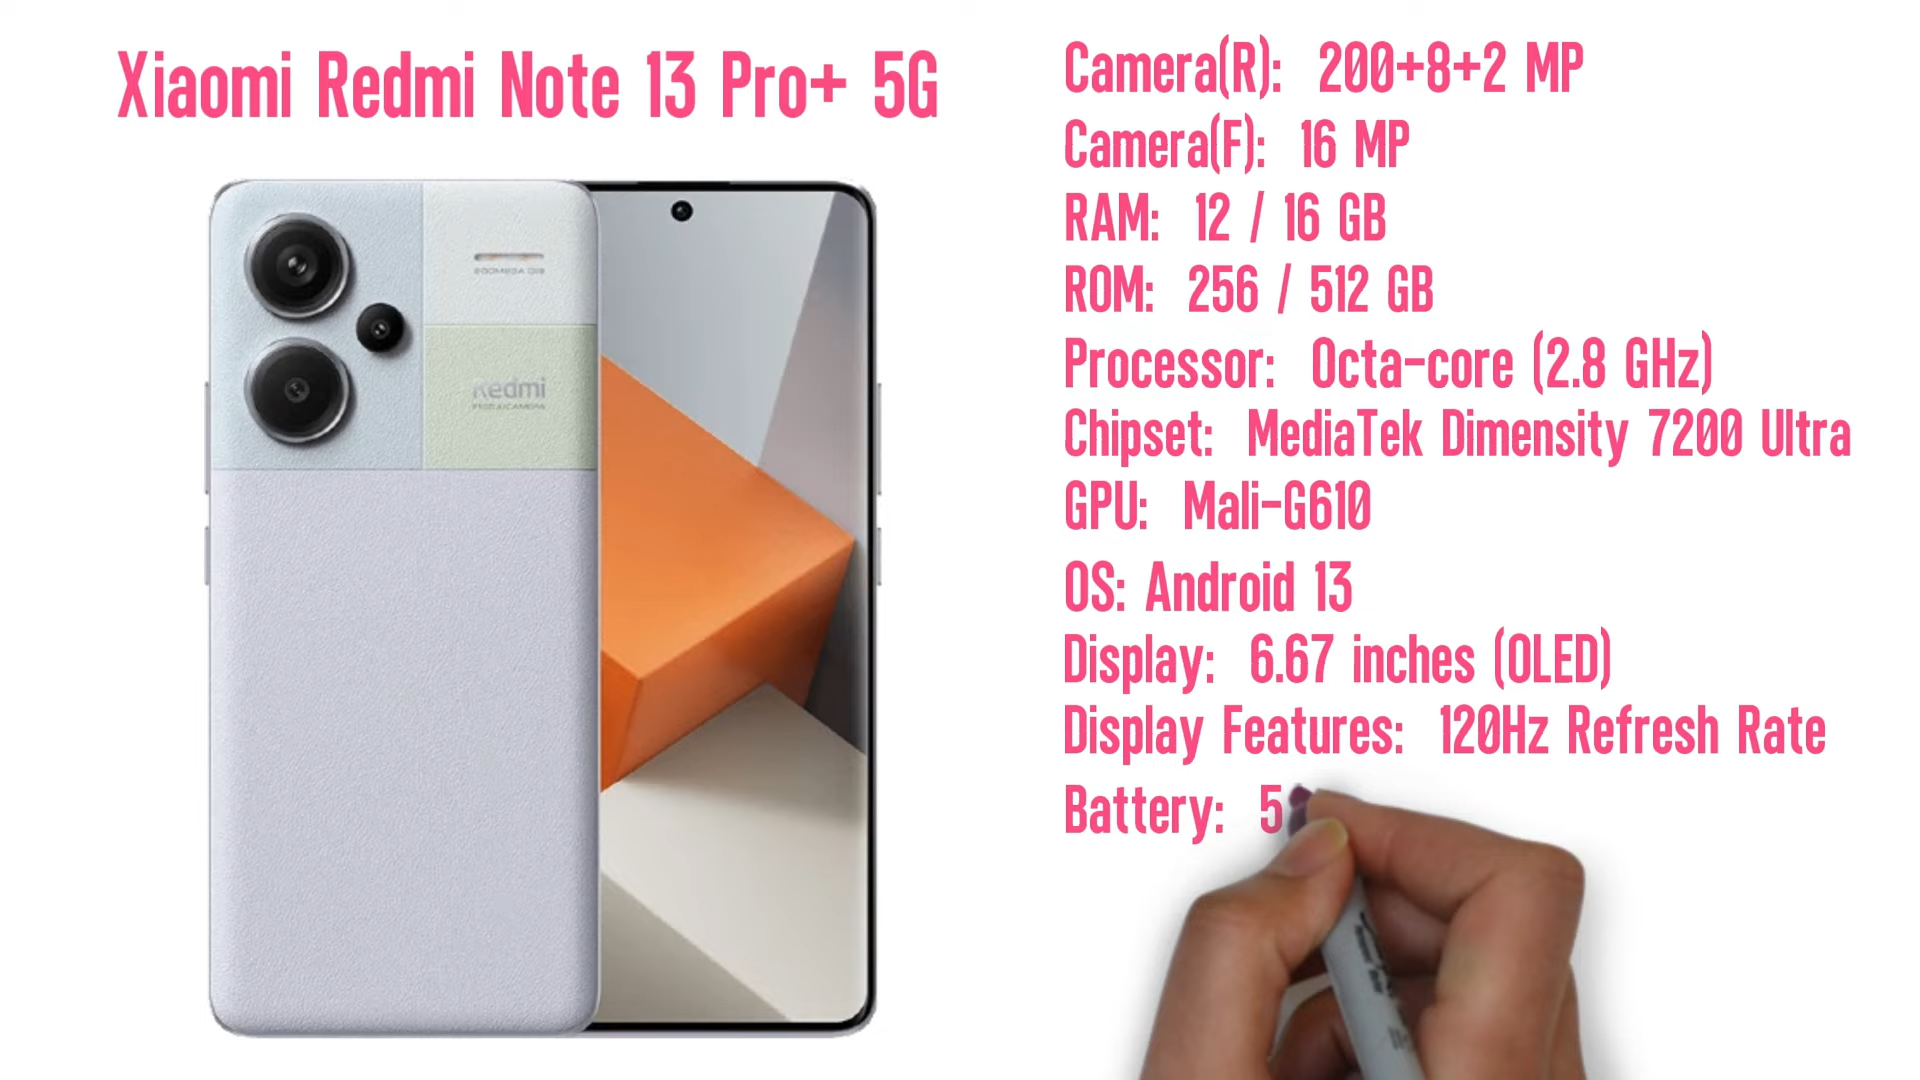 Xiaomi Redmi Note 13 Pro+ 5G
Camera(R): 200+8+2 MP
Camera(F): 16 MP
RAM: 12 / 16 GB
ROM: 256 / 512 GB
Processor: Octa-core (2.8 GHz)
Chipset: MediaTek Dimensity 7200 Ultra
GPU: Mali-G610
OS: Android 13
Display: 6.67 inches (OLED)
Display Features: 120Hz Refresh Rate
Battery: 5
Redmi